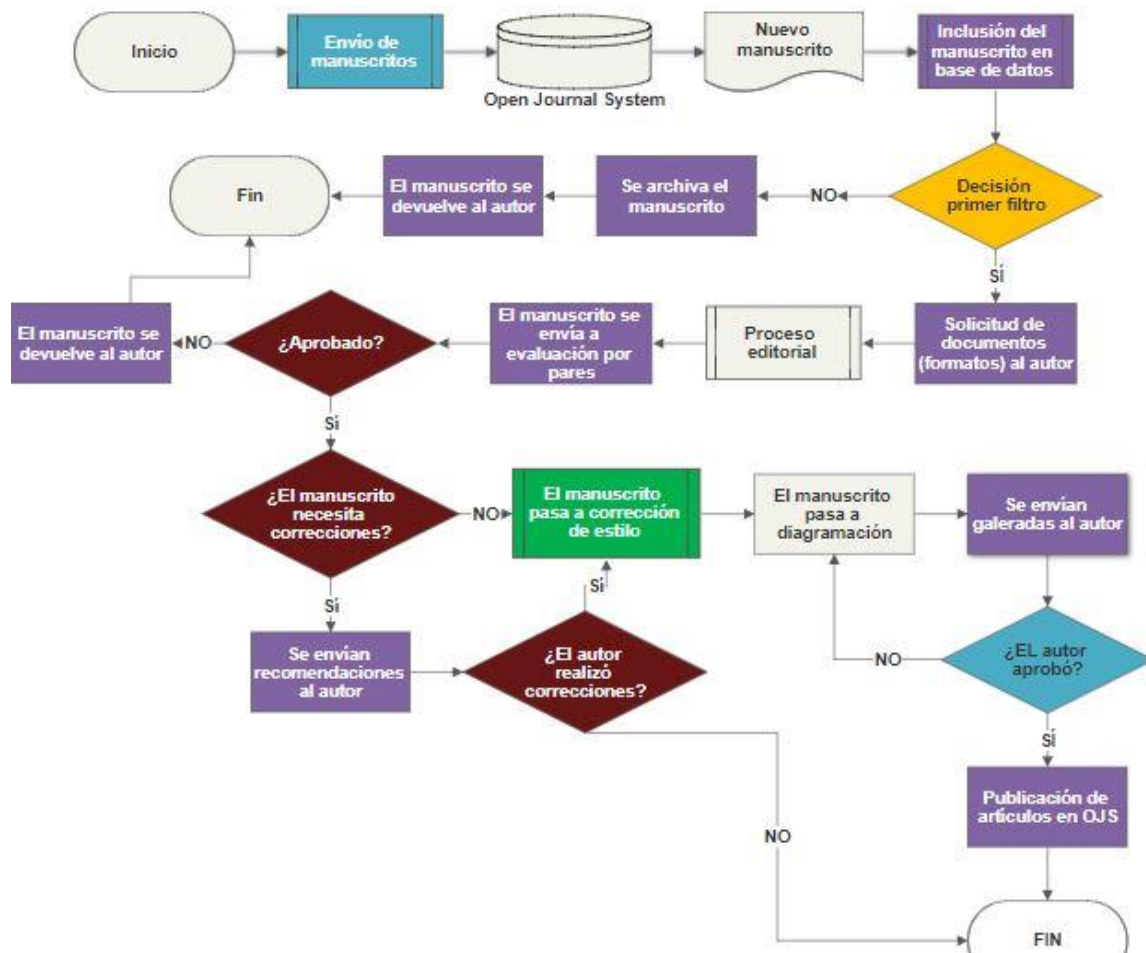 Inicio
Envío de
manuscritos
Open Journal System
Nuevo
manuscrito
Inclusión del
manuscrito en
base de datos
Decisión
primer filtro
NO
Se archiva el
manuscrito
El manuscrito se
devuelve al autor
Fin
SÍ
Solicitud de
documentos
(formatos) al autor
Proceso
editorial
El manuscrito se
envía a
evaluación por
pares
¿Aprobado?
NO
El manuscrito se
devuelve al autor
Sí
¿El manuscrito
necesita
correcciones?
NO
El manuscrito
pasa a corrección
de estilo
El manuscrito
pasa a
diagramación
Se envían
galeradas al autor
Sí
Se envían
recomendaciones
al autor
¿El autor
realizó
correcciones?
Sí
NO
¿EL autor
aprobó?
NO
SÍ
Publicación de
artículos en OJS
FIN